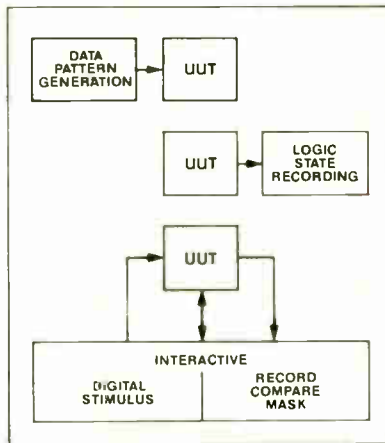 DATA
PATTERN
GENERATION
UUT
UUT
LOGIC
STATE
RECORDING
UUT
INTERACTIVE
DIGITAL
STIMULUS
RECORD
COMPARE
MASK